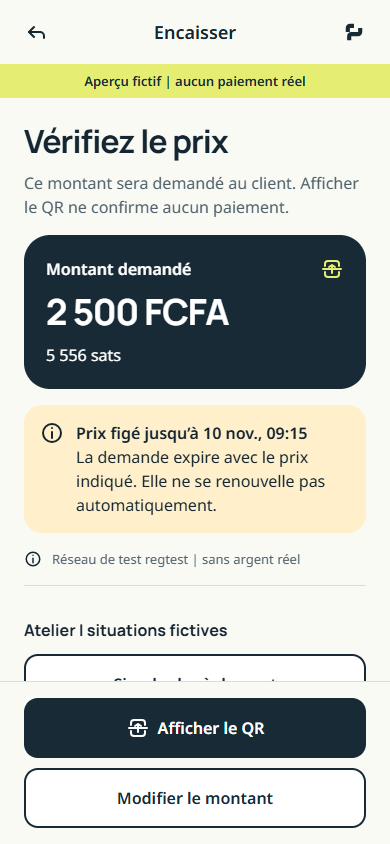 Encaisser
Aperçu fictif | aucun paiement réel
Vérifiez le prix
Ce montant sera demandé au client. Afficher
le QR ne confirme aucun paiement.
Montant demandé
2 500 FCFA
5 556 sats
Prix figé jusqu’à 10 nov., 09:15
La demande expire avec le prix
indiqué. Elle ne se renouvelle pas
automatiquement.
Réseau de test regtest | sans argent réel
Atelier | situations fictives
Afficher le QR
Modifier le montant